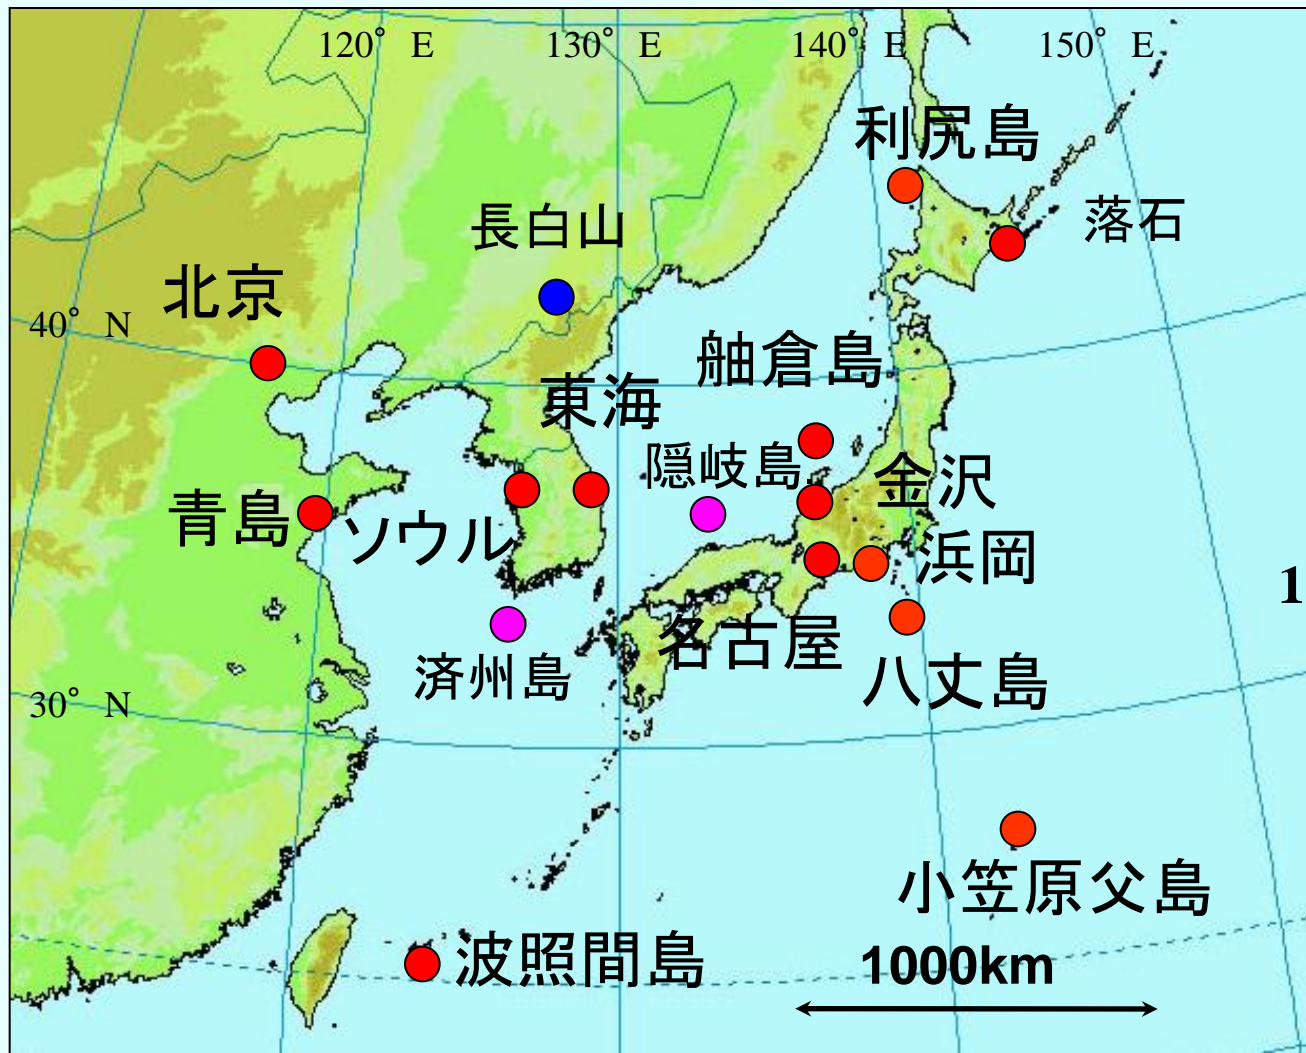 120° E
130° E
140° E
150° E
利尻島
落石
長白山
北京
40° N
舳倉島
東海
隠岐島
金沢
青島
ソウル
浜岡
1
名古屋
済州島
八丈島
30° N
小笠原父島
波照間島
1000km